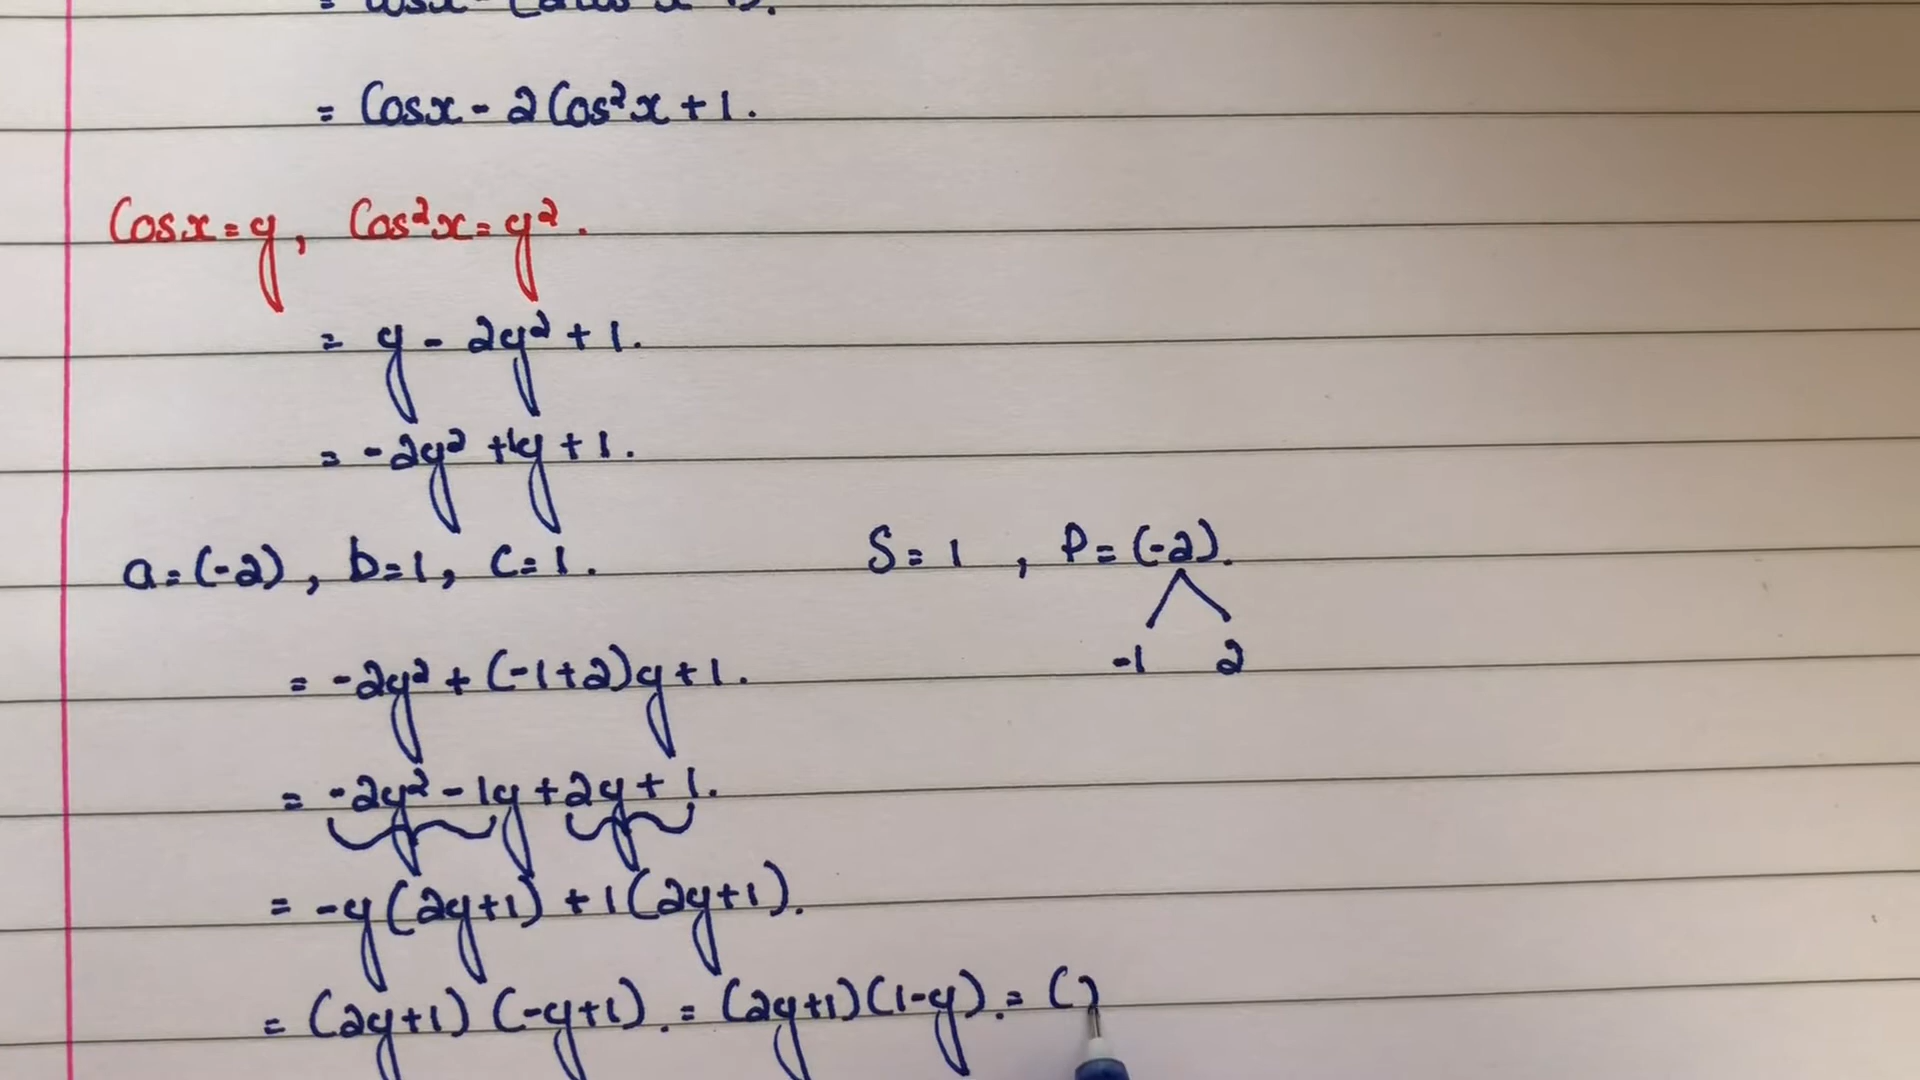 = Cosx - 2Cos²x + 1.
Cosx = y, Cos²x = y².
= y - 2y² + 1.
= -2y² + 1y + 1.
a = (-2), b = 1, c = 1. S = 1, P = (-2).
-1 2
= -2y² + (-1+2)y + 1.
= -2y² - 1y + 2y + 1.
= -y(2y+1) + 1(2y+1).
= (2y+1) (-y+1). = (2y+1)(1-y). = (2